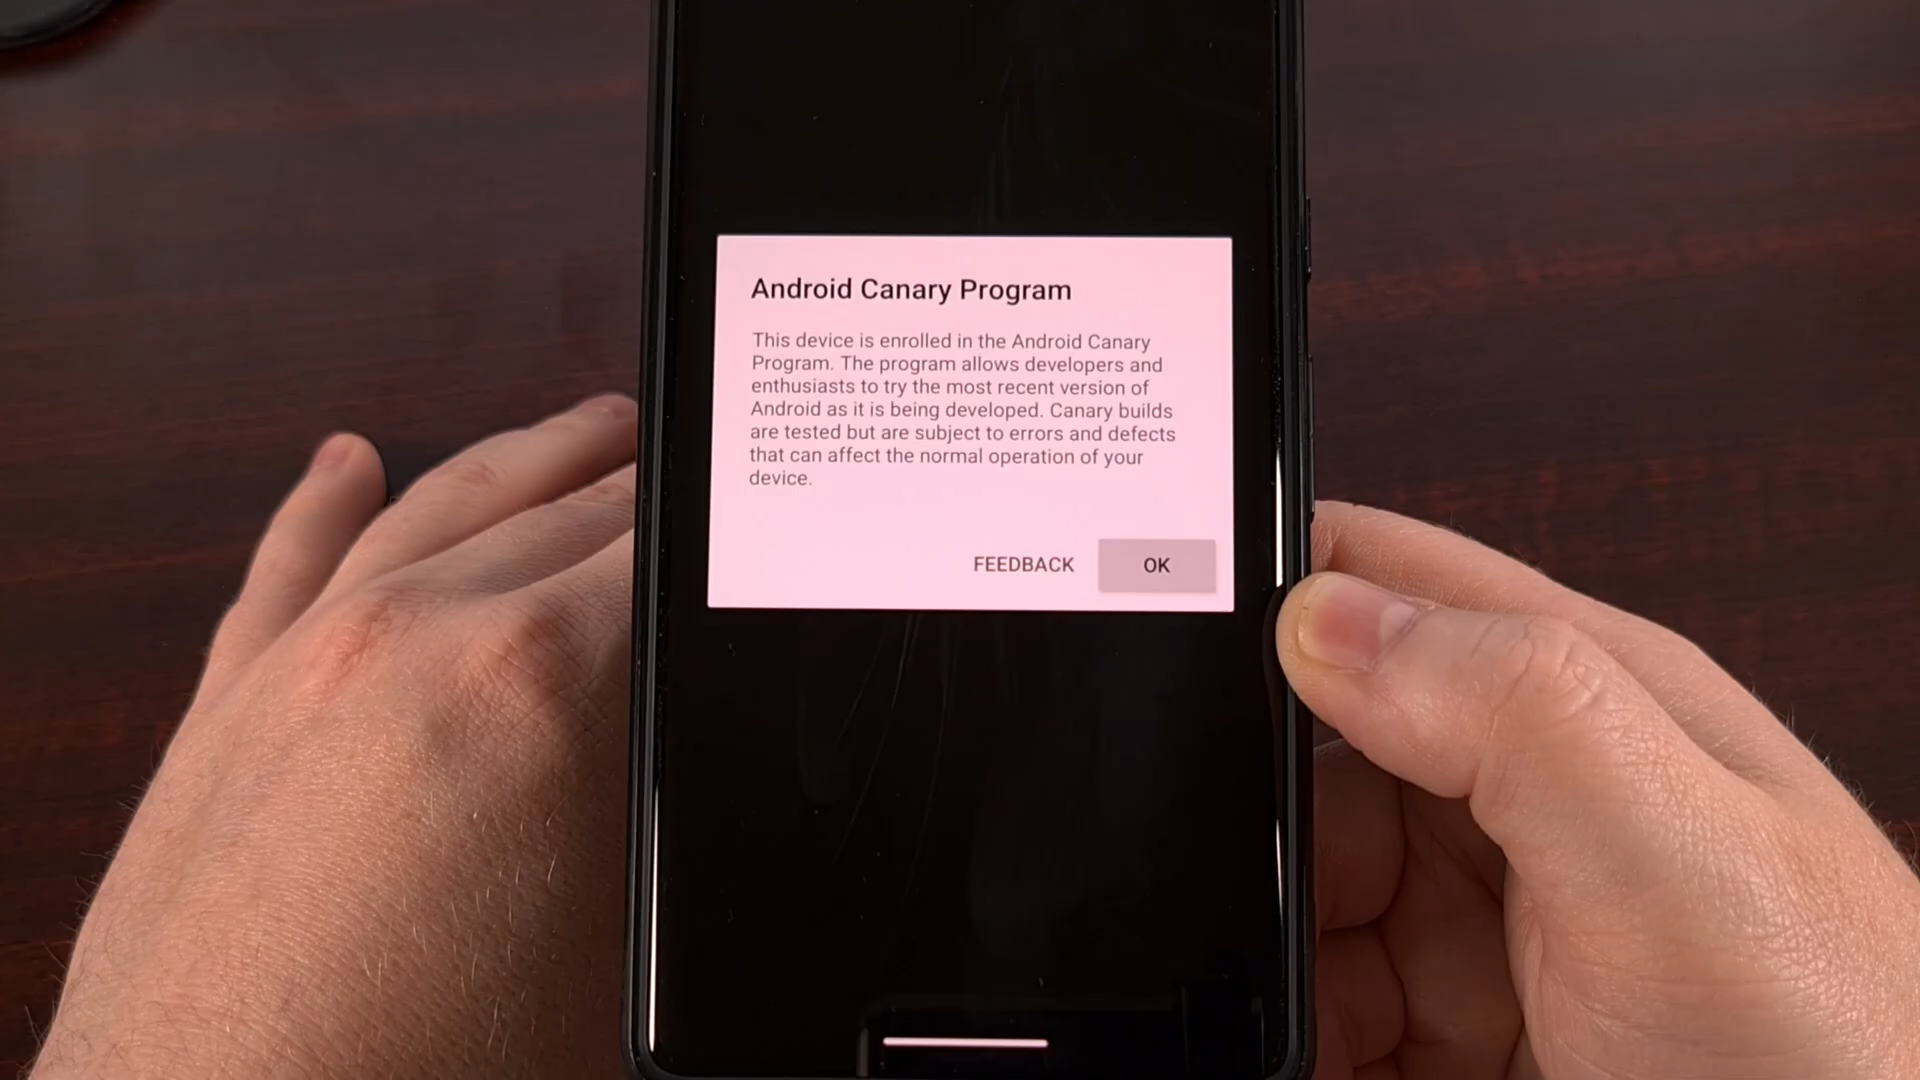 Android Canary Program
This device is enrolled in the Android Canary
Program. The program allows developers and
enthusiasts to try the most recent version of
Android as it is being developed. Canary builds
are tested but are subject to errors and defects
that can affect the normal operation of your
device.
FEEDBACK OK